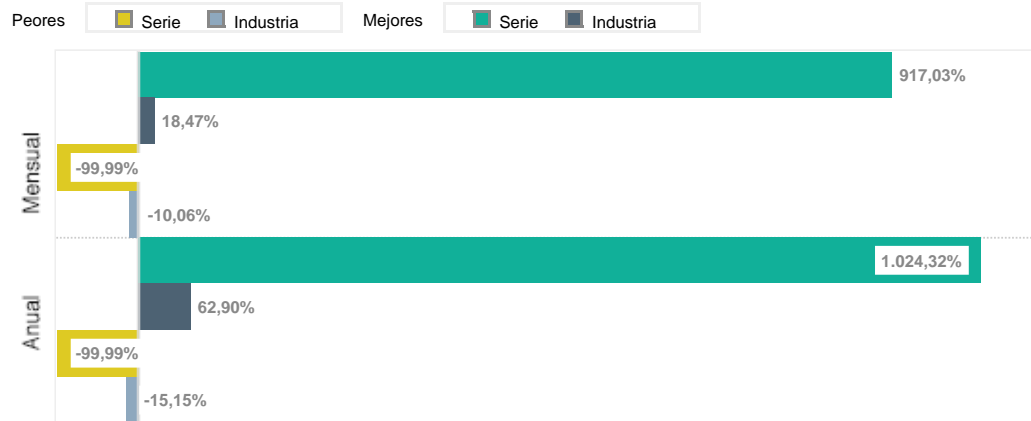 Peores Serie Industria Mejores Serie Industria
Mensual
917,03%
18,47%
-99,99%
-10,06%
Anual
1.024,32%
62,90%
-99,99%
-15,15%